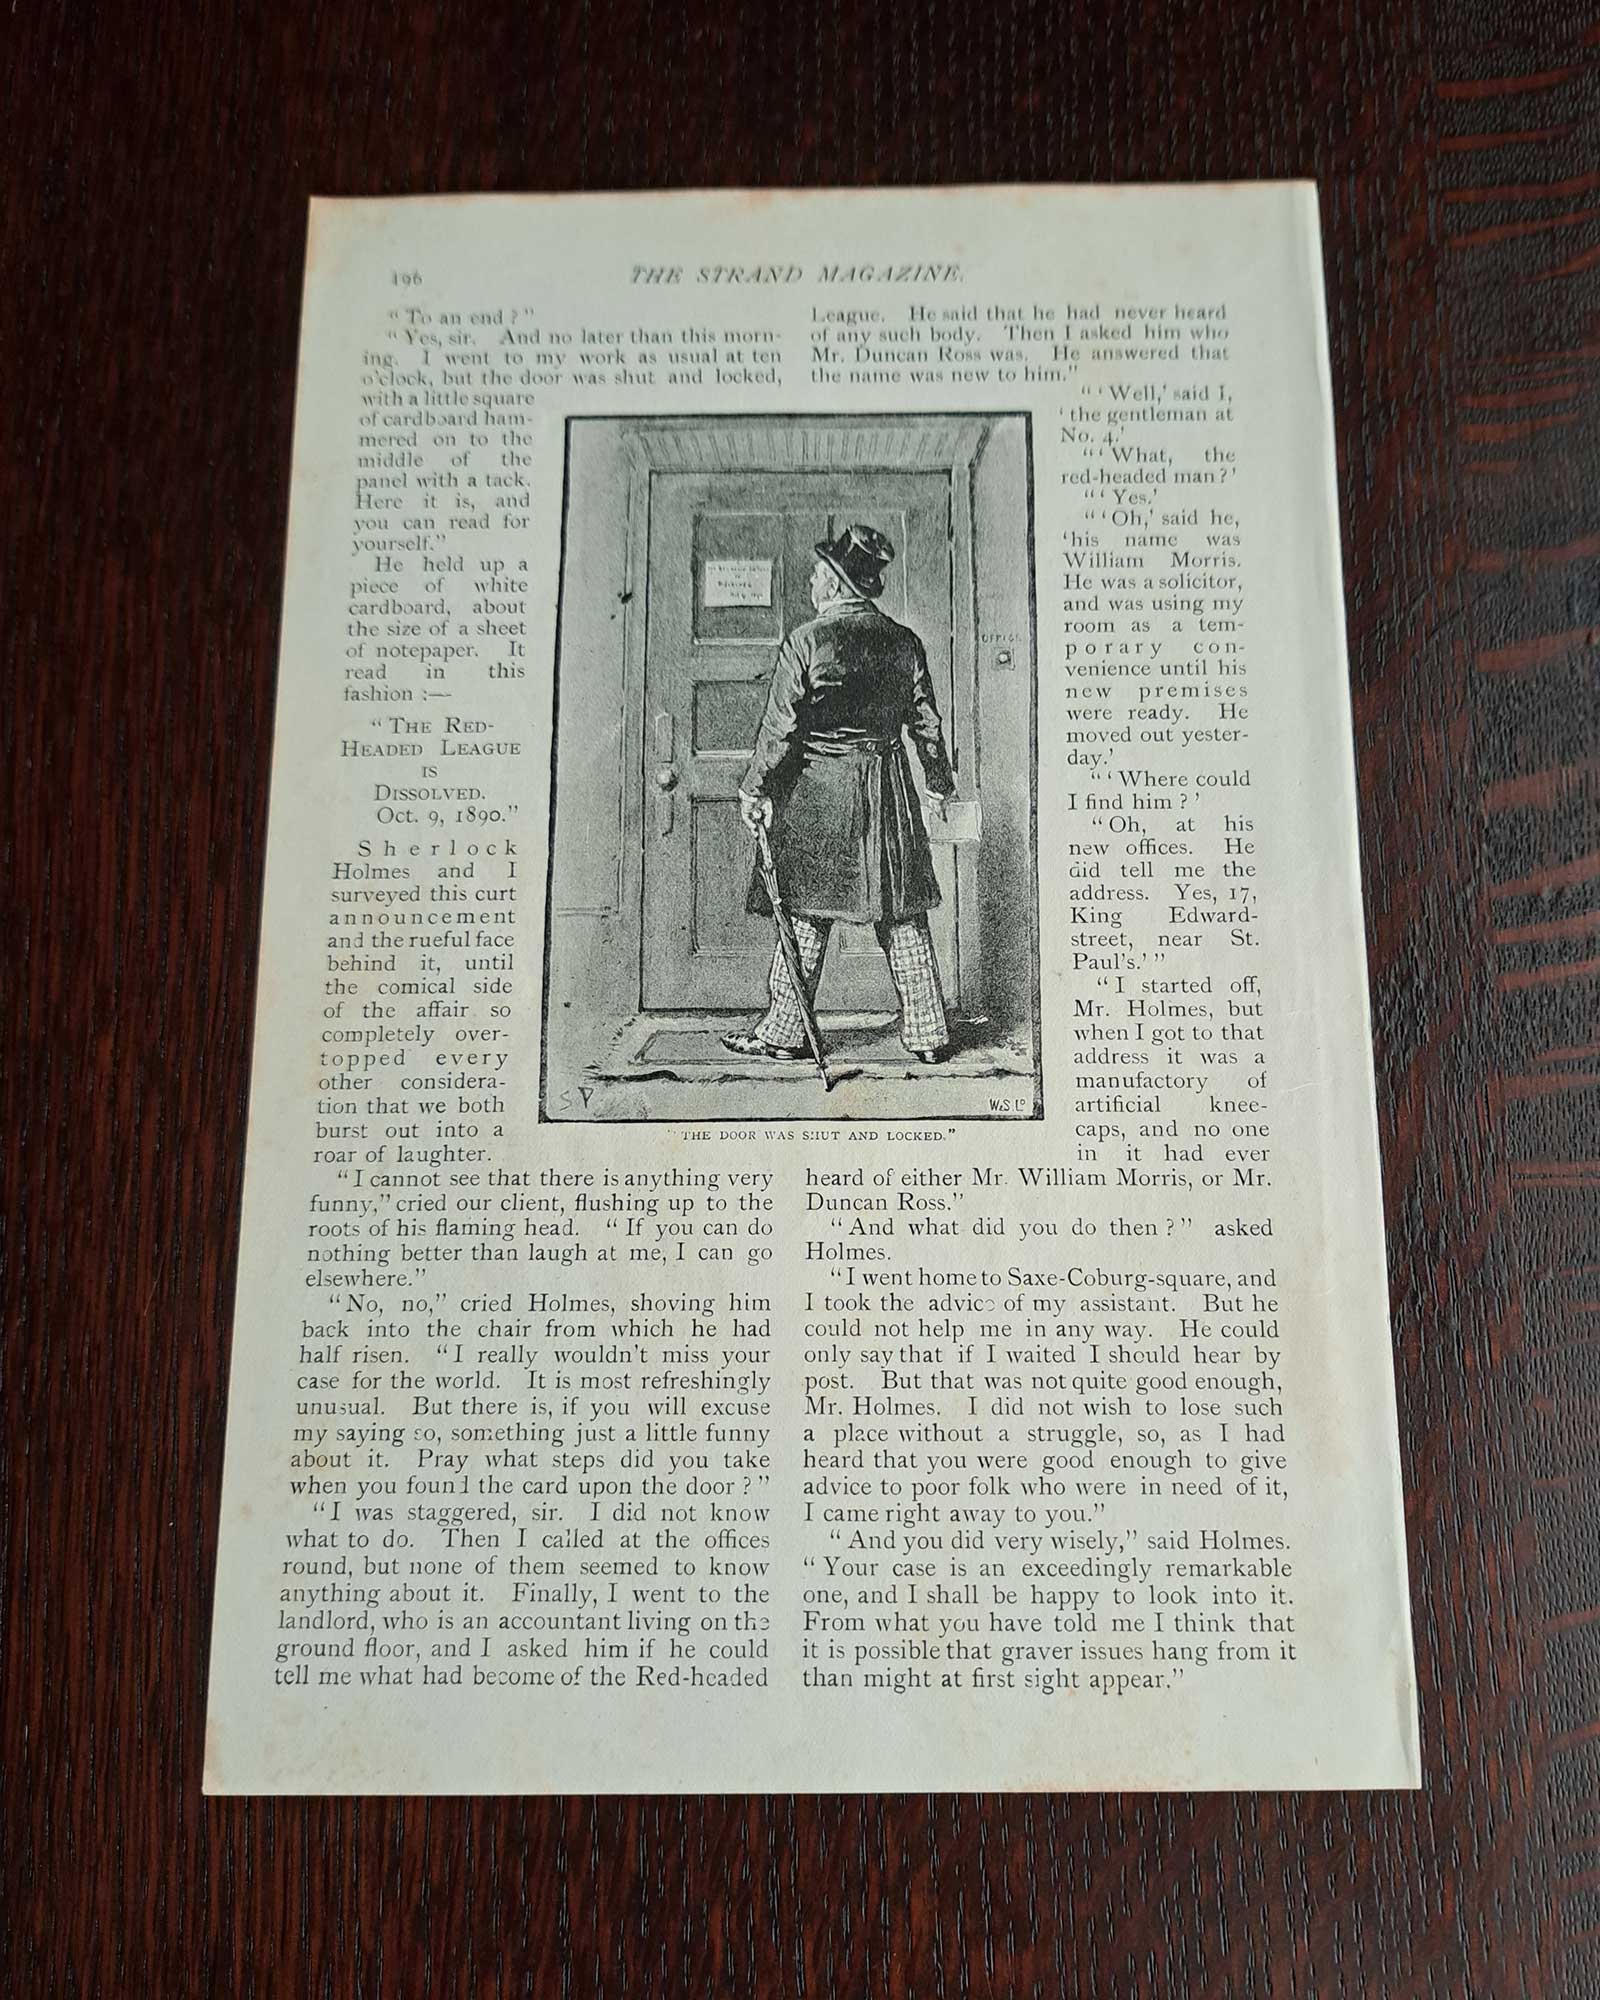 196
THE STRAND MAGAZINE.
"To an end?"
"Yes, sir. And no later than this morn-
ing. I went to my work as usual at ten
o'clock, but the door was shut and locked,
with a little square
of cardboard ham-
mered on to the
middle of the
panel with a tack.
Here it is, and
you can read for
yourself."
He held up a
piece of white
cardboard, about
the size of a sheet
of notepaper. It
read in this
fashion :—
"THE RED-
HEADED LEAGUE
IS
DISSOLVED.
Oct. 9, 1890."
Sherlock
Holmes and I
surveyed this curt
announcement
and the rueful face
behind it, until
the comical side
of the affair so
completely over-
topped every
other considera-
tion that we both
burst out into a
roar of laughter.
"I cannot see that there is anything very
funny," cried our client, flushing up to the
roots of his flaming head. "If you can do
nothing better than laugh at me, I can go
elsewhere."
"No, no," cried Holmes, shoving him
back into the chair from which he had
half risen. "I really wouldn't miss your
case for the world. It is most refreshingly
unusual. But there is, if you will excuse
my saying so, something just a little funny
about it. Pray what steps did you take
when you found the card upon the door?"
"I was staggered, sir. I did not know
what to do. Then I called at the offices
round, but none of them seemed to know
anything about it. Finally, I went to the
landlord, who is an accountant living on the
ground floor, and I asked him if he could
tell me what had become of the Red-headed
League. He said that he had never heard
of any such body. Then I asked him who
Mr. Duncan Ross was. He answered that
the name was new to him."
"'Well,' said I,
'the gentleman at
No. 4.'
"'What, the
red-headed man?'
"'Yes.'
"'Oh,' said he,
'his name was
William Morris.
He was a solicitor,
and was using my
room as a tem-
porary con-
venience until his
new premises
were ready. He
moved out yester-
day.'
"'Where could
I find him?'
"Oh, at his
new offices. He
did tell me the
address. Yes, 17,
King Edward-
street, near St.
Paul's.'"
"I started off,
Mr. Holmes, but
when I got to that
address it was a
manufactory of
artificial knee-
caps, and no one
in it had ever
heard of either Mr. William Morris, or Mr.
Duncan Ross."
"And what did you do then?" asked
Holmes.
"I went home to Saxe-Coburg-square, and
I took the advice of my assistant. But he
could not help me in any way. He could
only say that if I waited I should hear by
post. But that was not quite good enough,
Mr. Holmes. I did not wish to lose such
a place without a struggle, so, as I had
heard that you were good enough to give
advice to poor folk who were in need of it,
I came right away to you."
"And you did very wisely," said Holmes.
"Your case is an exceedingly remarkable
one, and I shall be happy to look into it.
From what you have told me I think that
it is possible that graver issues hang from it
than might at first sight appear."
OFFICE
SP
W&S Lᴰ
"THE DOOR WAS SHUT AND LOCKED."